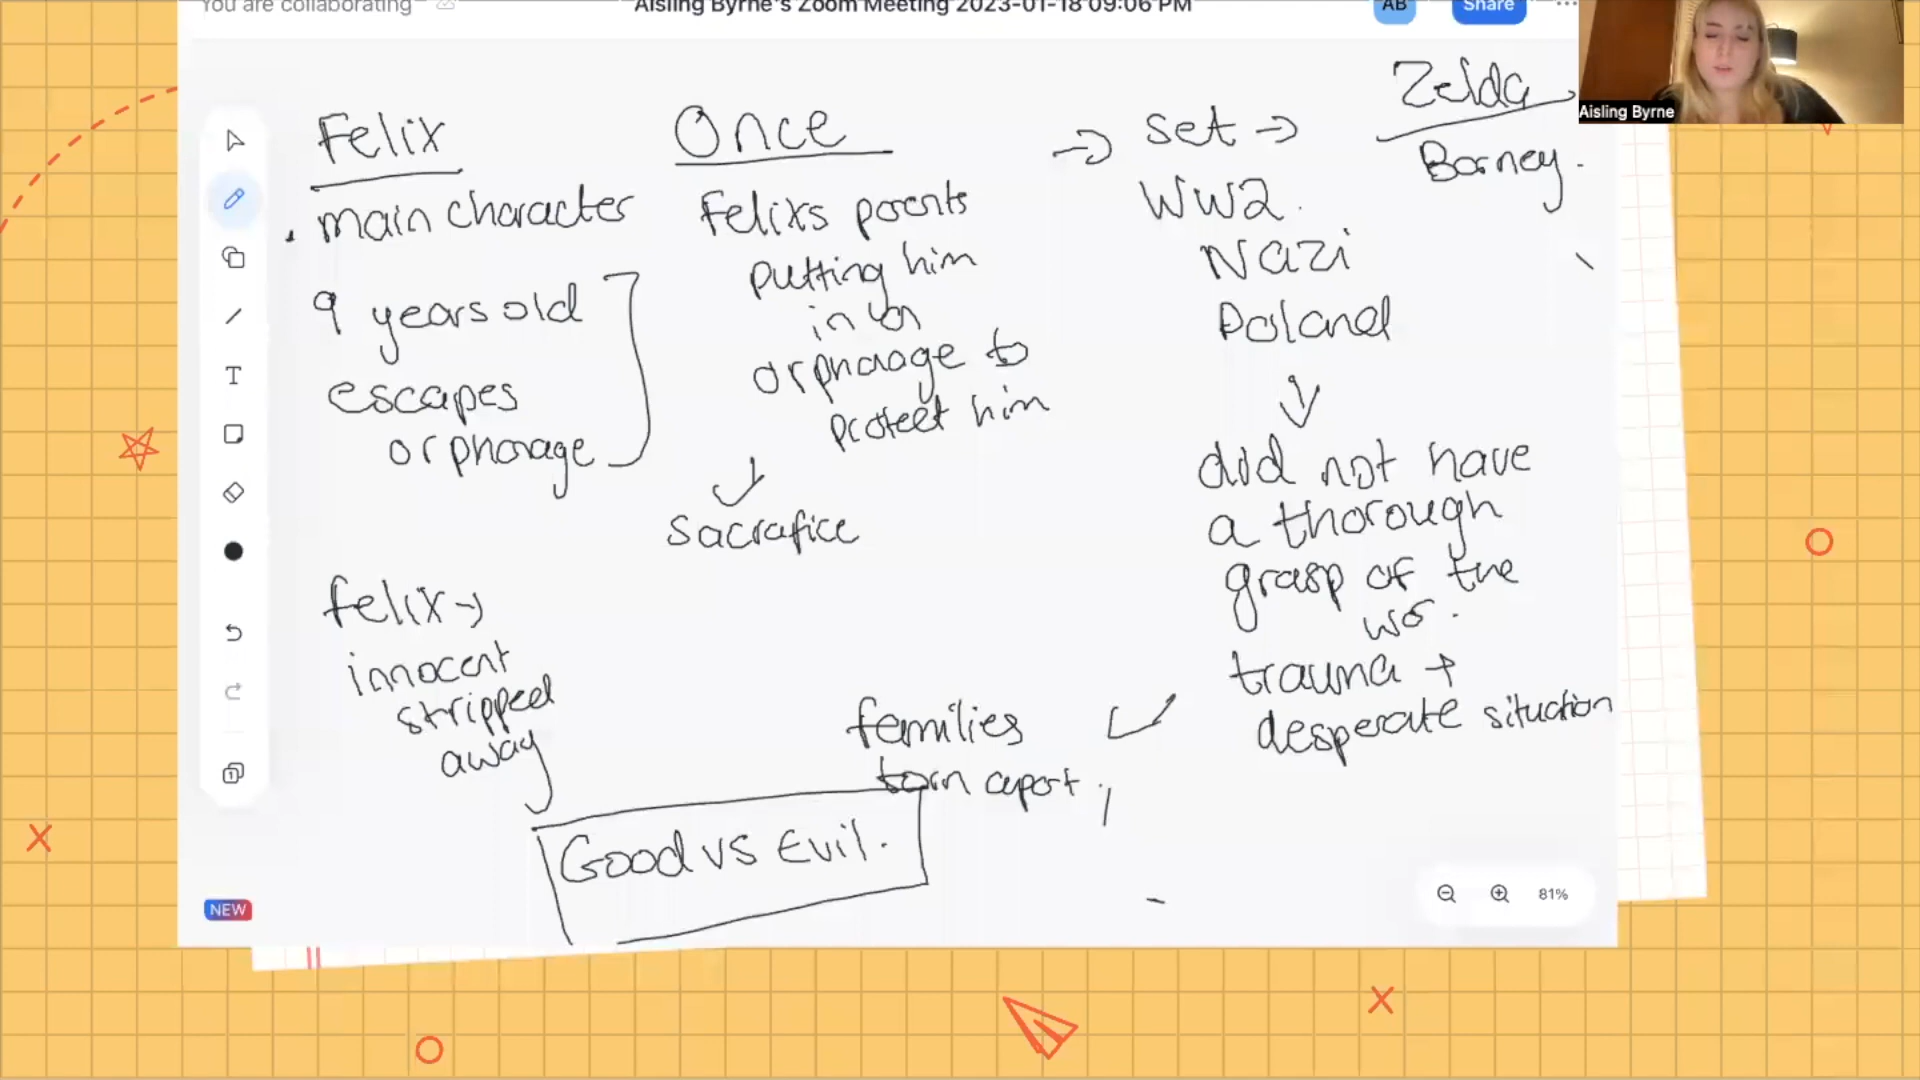 You are collaborating
Aisling Byrne's Zoom Meeting 2023-01-18 09:06 PM
AB
Share
Aisling Byrne
Felix
main character
9 years old
escapes
orphanage
Once
Felixs parents
putting him
in an
orphanage to
protect him
sacrafice
set
WW2.
Nazi
Poland
Zelda
Barney.
did not have
a thorough
grasp of the
trauma +
desperate situation
families
torn apart
felix
innocent
stripped
away
Good vs Evil.
NEW
81%